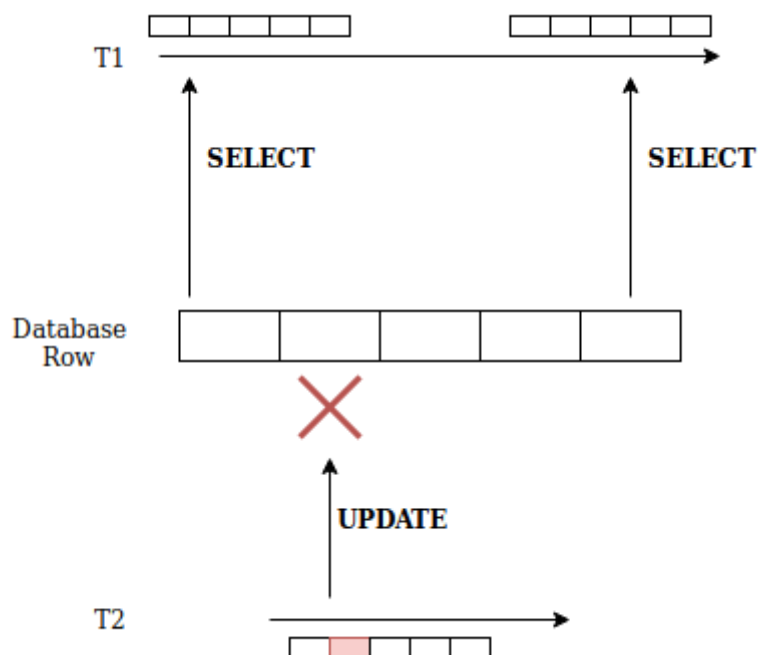 T1
SELECT
SELECT
Database
Row
UPDATE
T2